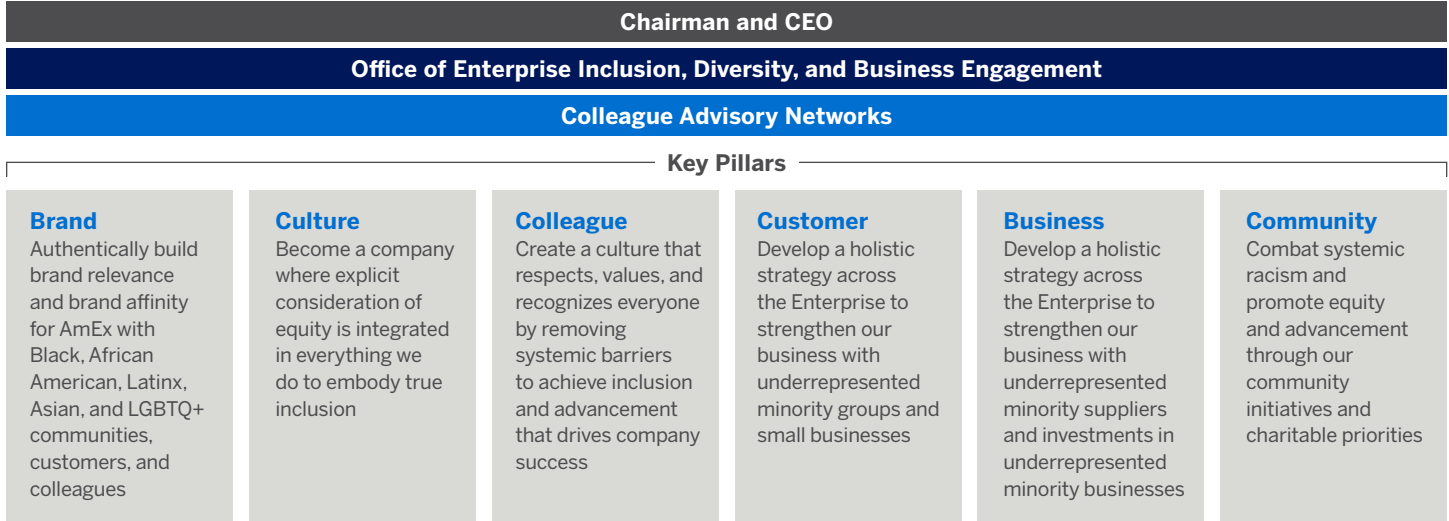 Chairman and CEO
Office of Enterprise Inclusion, Diversity, and Business Engagement
Colleague Advisory Networks
Key Pillars
Brand
Authentically build
brand relevance
and brand affinity
for AmEx with
Black, African
American, Latinx,
Asian, and LGBTQ+
communities,
customers, and
colleagues
Culture
Become a company
where explicit
consideration of
equity is integrated
in everything we
do to embody true
inclusion
Colleague
Create a culture that
respects, values, and
recognizes everyone
by removing
systemic barriers
to achieve inclusion
and advancement
that drives company
success
Customer
Develop a holistic
strategy across
the Enterprise to
strengthen our
business with
underrepresented
minority groups and
small businesses
Business
Develop a holistic
strategy across
the Enterprise to
strengthen our
business with
underrepresented
minority suppliers
and investments in
underrepresented
minority businesses
Community
Combat systemic
racism and
promote equity
and advancement
through our
community
initiatives and
charitable priorities